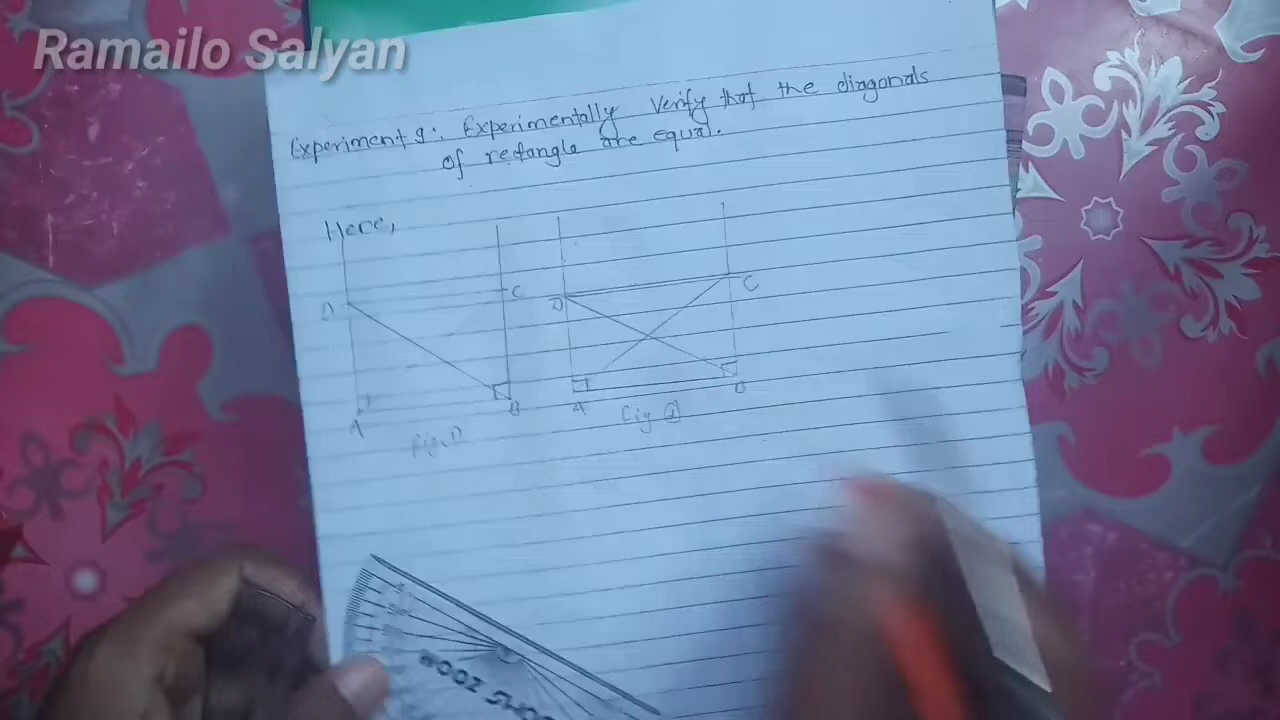 Ramailo Salyan
Experiment 9: Experimentally Verify that the diagonals
of rectangle are equal.
Here,
D
C
A
B
D
C
A
B
Fig. ①
Fig ②